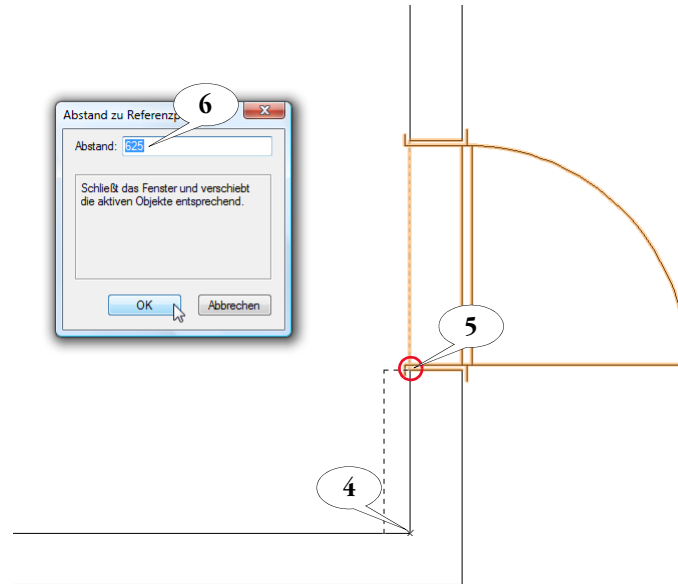 6
Abstand zu Referenzp
Abstand: 625
Schließt das Fenster und verschiebt
die aktiven Objekte entsprechend.
OK Abbrechen
5
4